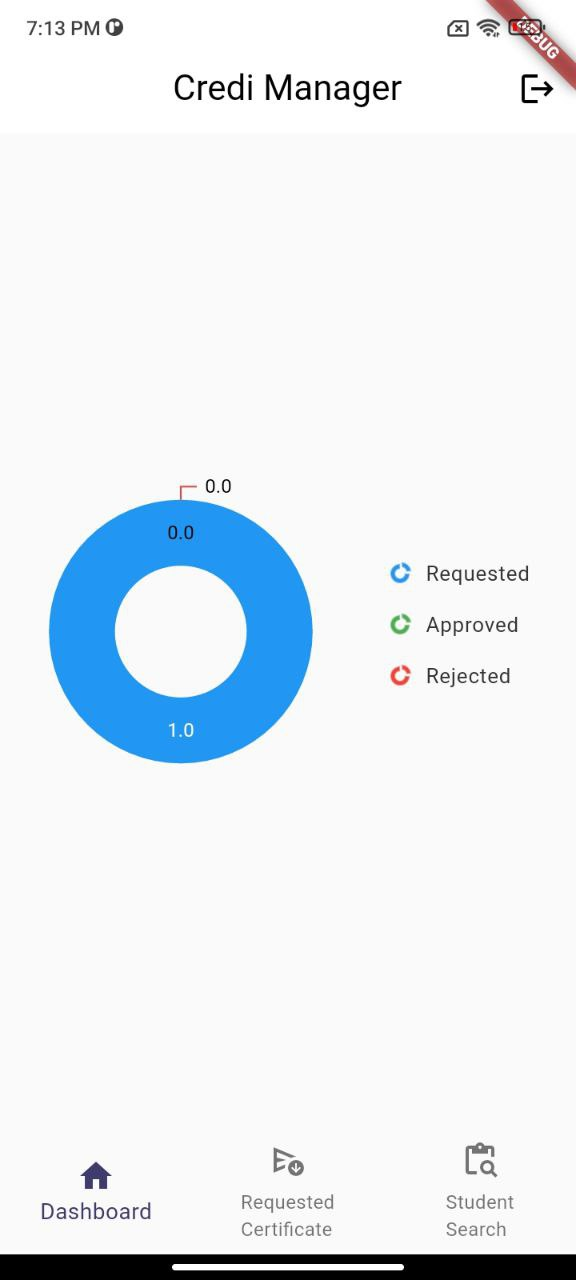 7:13 PM
DEBUG
Credi Manager
0.0
0.0
1.0
Requested
Approved
Rejected
Dashboard
Requested
Certificate
Student
Search